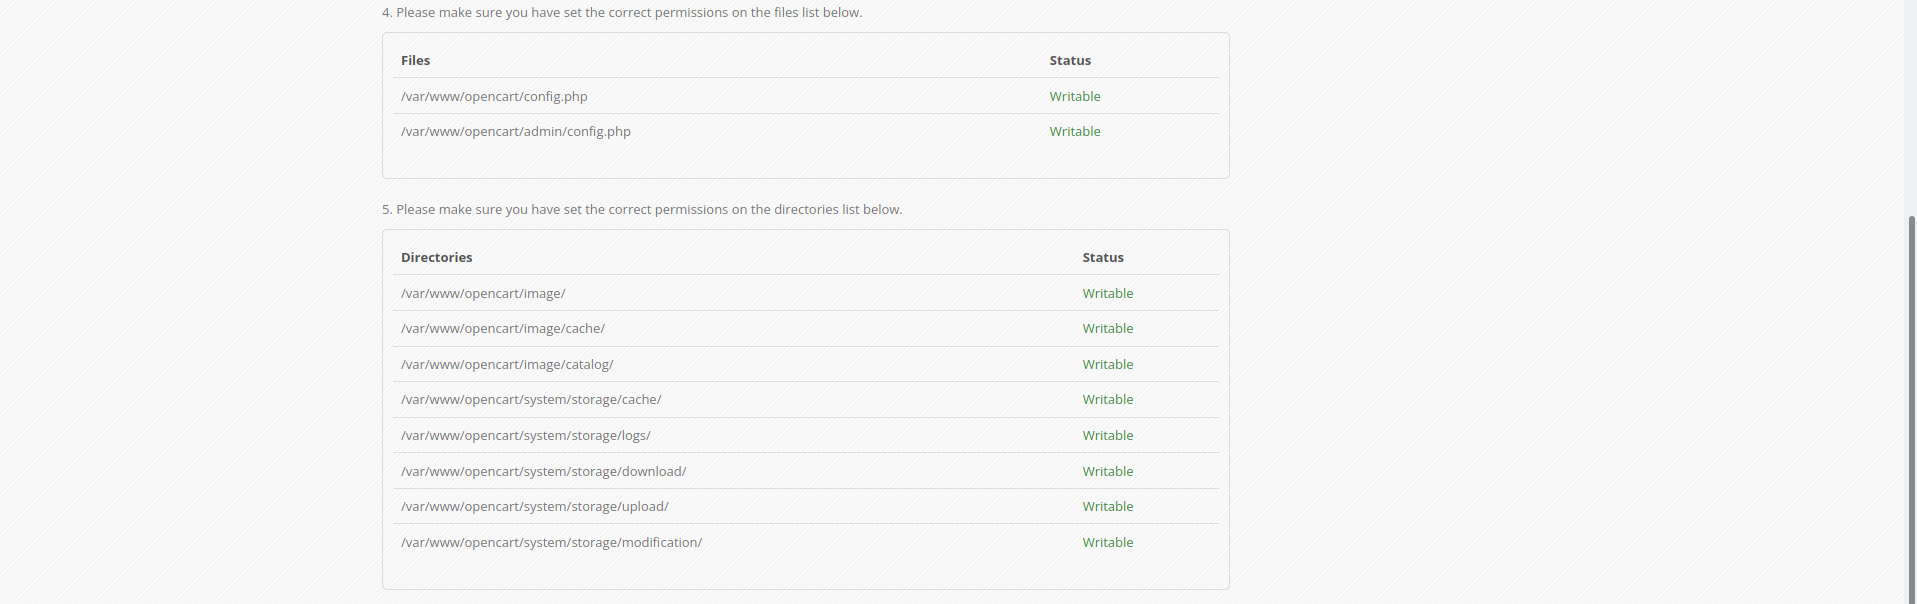 4. Please make sure you have set the correct permissions on the files list below.
Files Status
/var/www/opencart/config.php Writable
/var/www/opencart/admin/config.php Writable
5. Please make sure you have set the correct permissions on the directories list below.
Directories Status
/var/www/opencart/image/ Writable
/var/www/opencart/image/cache/ Writable
/var/www/opencart/image/catalog/ Writable
/var/www/opencart/system/storage/cache/ Writable
/var/www/opencart/system/storage/logs/ Writable
/var/www/opencart/system/storage/download/ Writable
/var/www/opencart/system/storage/upload/ Writable
/var/www/opencart/system/storage/modification/ Writable